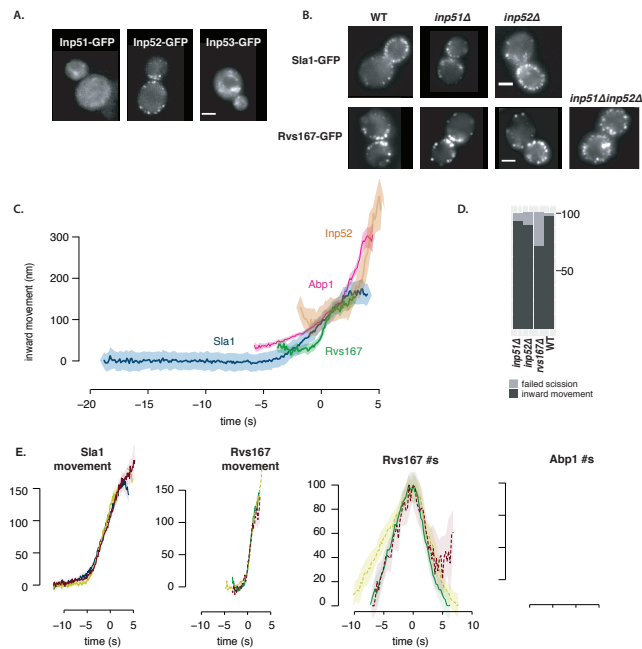 A.
Inp51-GFP Inp52-GFP Inp53-GFP
B.
WT inp51Δ inp52Δ
Sla1-GFP
inp51Δinp52Δ
Rvs167-GFP
C.
inward movement (nm)
300
200
100
0
Inp52
Abp1
Sla1
Rvs167
−20 −15 −10 −5 0 5
time (s)
D.
100
50
inp51Δ
inp52Δ
rvs167Δ
WT
failed scission
inward movement
E.
Sla1
movement
150
100
50
0
−10 −5 0 5
time (s)
Rvs167
movement
150
100
50
0
−10 −5 0 5
time (s)
Rvs167 #s
100
80
60
40
20
0
−10 −5 0 5 10
time (s)
Abp1 #s